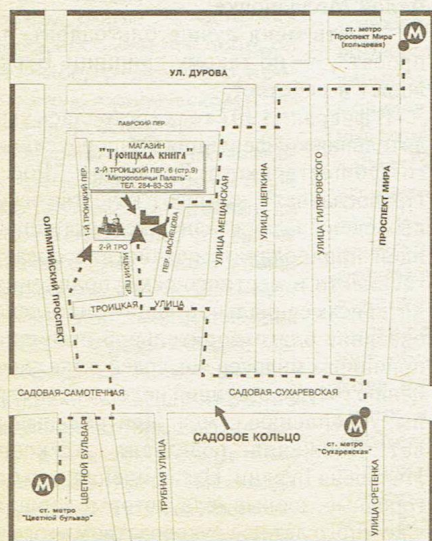 ст. метро
"Проспект Мира"
(кольцевая)
М
УЛ. ДУРОВА
ЛАВРСКИЙ ПЕР.
МАГАЗИН
"Троицкая книга"
2-Й ТРОИЦКИЙ ПЕР. 6 (стр.9)
"Митрополичьи Палаты"
ТЕЛ. 284-83-33
1-Й ТРОИЦКИЙ ПЕР.
ОЛИМПИЙСКИЙ ПРОСПЕКТ
2-Й ТРО
ИЦКИЙ ПЕР.
ПЕР. ВАСНЕЦОВА
УЛИЦА МЕЩАНСКАЯ
УЛИЦА ЩЕПКИНА
УЛИЦА ГИЛЯРОВСКОГО
ПРОСПЕКТ МИРА
ТРОИЦКАЯ УЛИЦА
САДОВАЯ-САМОТЕЧНАЯ
САДОВАЯ-СУХАРЕВСКАЯ
САДОВОЕ КОЛЬЦО
М
ст. метро
"Сухаревская"
ЦВЕТНОЙ БУЛЬВАР
ТРУБНАЯ УЛИЦА
УЛИЦА СРЕТЕНКА
М
ст. метро
"Цветной бульвар"